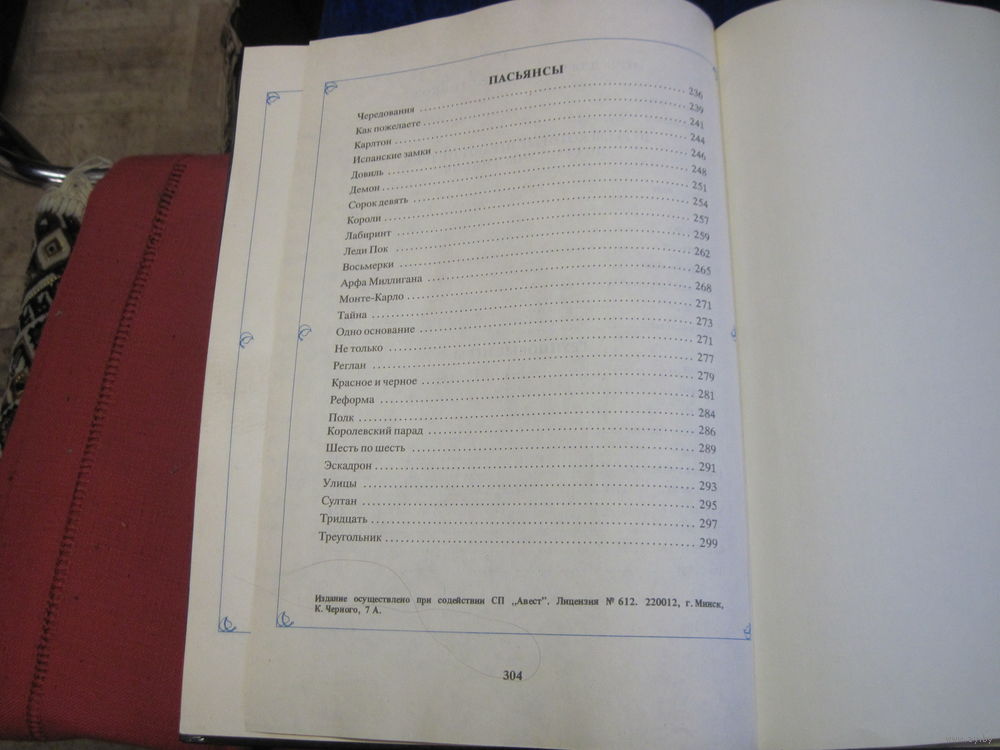 ПАСЬЯНСЫ
Чередования ........ 236
Как пожелаете ........ 239
Карлтон ........ 241
Испанские замки ........ 244
Довиль ........ 246
Демон ........ 248
Сорок девять ........ 251
Короли ........ 254
Лабиринт ........ 257
Леди Пок ........ 259
Восьмерки ........ 262
Арфа Миллигана ........ 265
Монте-Карло ........ 268
Тайна ........ 271
Одно основание ........ 273
Не только ........ 271
Реглан ........ 277
Красное и черное ........ 279
Реформа ........ 281
Полк ........ 284
Королевский парад ........ 286
Шесть по шесть ........ 289
Эскадрон ........ 291
Улицы ........ 293
Султан ........ 295
Тридцать ........ 297
Треугольник ........ 299
Издание осуществлено при содействии СП „Авест”. Лицензия № 612. 220012, г. Минск,
К. Черного, 7 А.
304